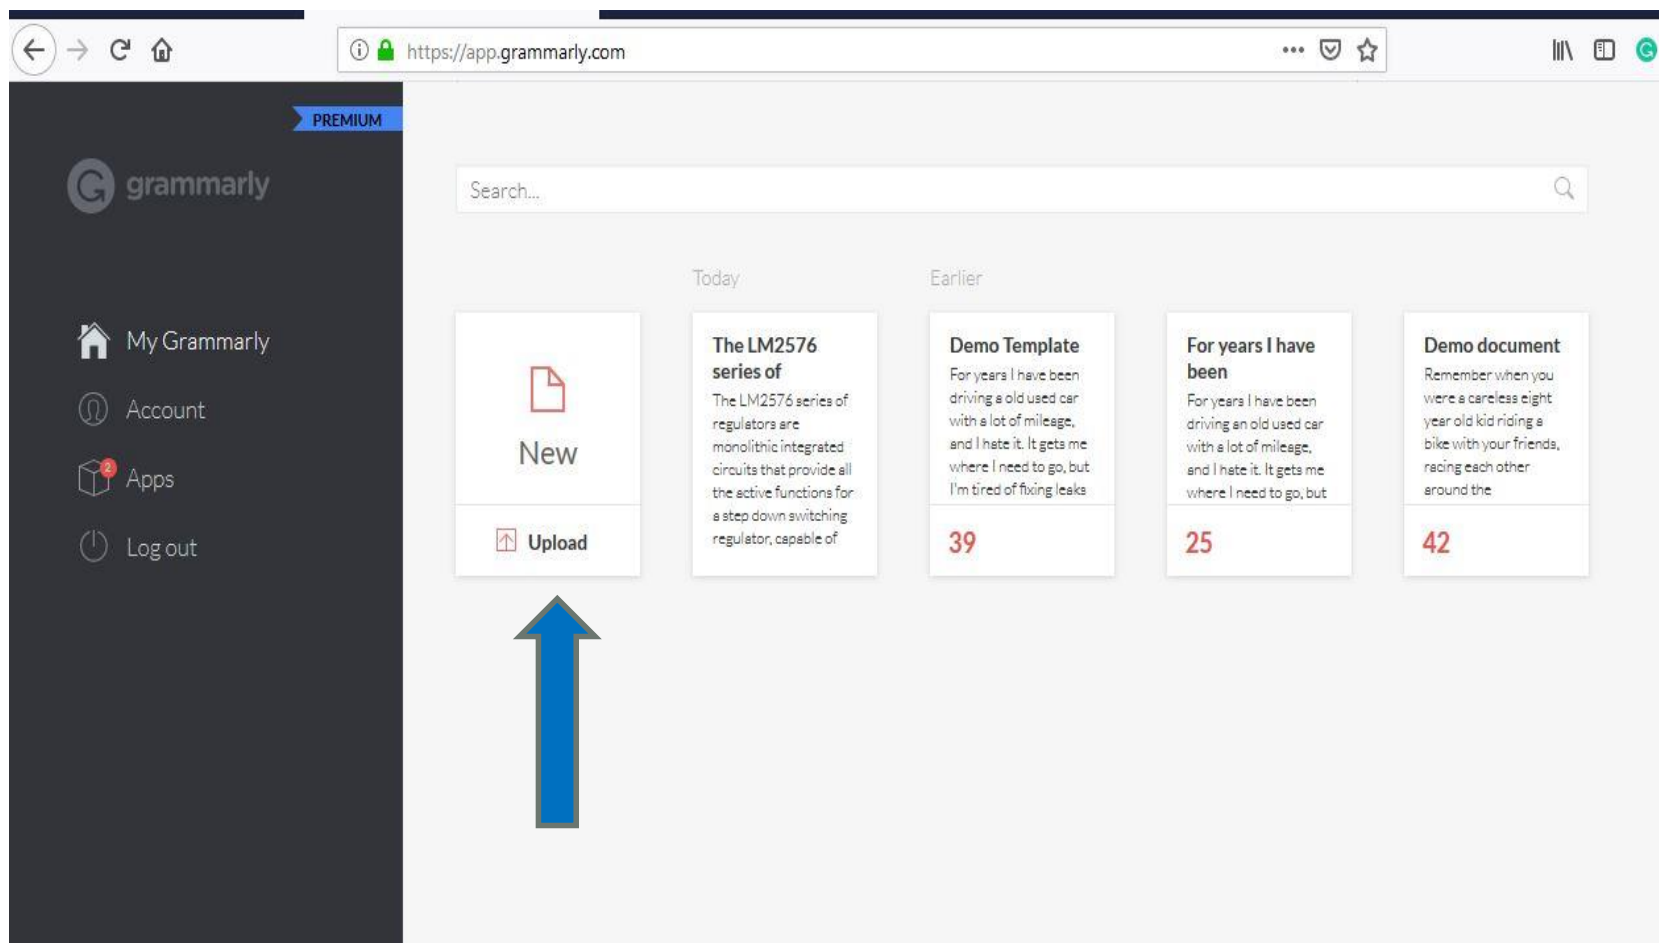 https://app.grammarly.com
PREMIUM
grammarly
My Grammarly
Account
2
Apps
Log out
Search...
Today
Earlier
New
Upload
The LM2576
series of
The LM2576 series of
regulators are
monolithic integrated
circuits that provide all
the active functions for
a step down switching
regulator, capable of
Demo Template
For years I have been
driving a old used car
with a lot of mileage,
and I hate it. It gets me
where I need to go, but
I'm tired of fixing leaks
39
For years I have
been
For years I have been
driving an old used car
with a lot of mileage,
and I hate it. It gets me
where I need to go, but
25
Demo document
Remember when you
were a careless eight
year old kid riding a
bike with your friends,
racing each other
around the
42